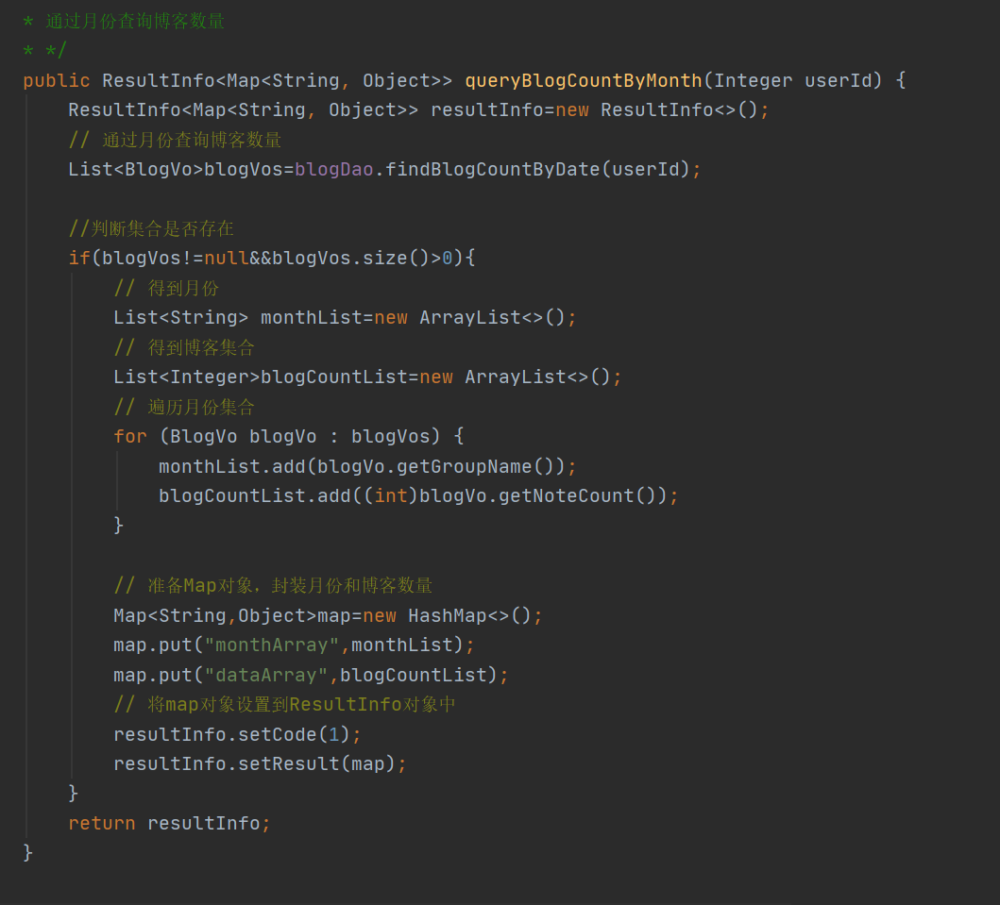 * 通过月份查询博客数量
* */
public ResultInfo<Map<String, Object>> queryBlogCountByMonth(Integer userId) {
ResultInfo<Map<String, Object>> resultInfo=new ResultInfo<>();
// 通过月份查询博客数量
List<BlogVo>blogVos=blogDao.findBlogCountByDate(userId);
//判断集合是否存在
if(blogVos!=null&&blogVos.size()>0){
// 得到月份
List<String> monthList=new ArrayList<>();
// 得到博客集合
List<Integer>blogCountList=new ArrayList<>();
// 遍历月份集合
for (BlogVo blogVo : blogVos) {
monthList.add(blogVo.getGroupName());
blogCountList.add((int)blogVo.getNoteCount());
}
// 准备Map对象，封装月份和博客数量
Map<String,Object>map=new HashMap<>();
map.put("monthArray",monthList);
map.put("dataArray",blogCountList);
// 将map对象设置到ResultInfo对象中
resultInfo.setCode(1);
resultInfo.setResult(map);
}
return resultInfo;
}